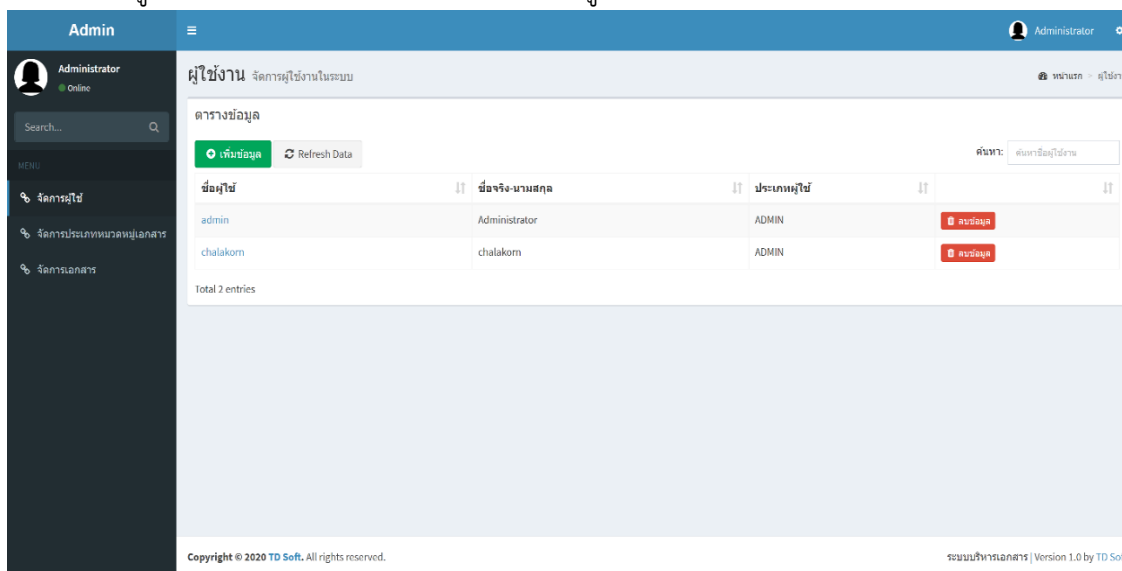 Admin
Administrator
Administrator
Online
Search...
MENU
จัดการผู้ใช้
จัดการประเภทหมวดหมู่เอกสาร
จัดการเอกสาร
ผู้ใช้งาน จัดการผู้ใช้งานในระบบ
หน้าแรก > ผู้ใช้งา
ตารางข้อมูล
เพิ่มข้อมูล Refresh Data
ค้นหา: ค้นหาชื่อผู้ใช้งาน
ชื่อผู้ใช้ ชื่อจริง-นามสกุล ประเภทผู้ใช้
admin Administrator ADMIN ลบข้อมูล
chalakorn chalakorn ADMIN ลบข้อมูล
Total 2 entries
Copyright © 2020 TD Soft. All rights reserved.
ระบบบริหารเอกสาร | Version 1.0 by TD So